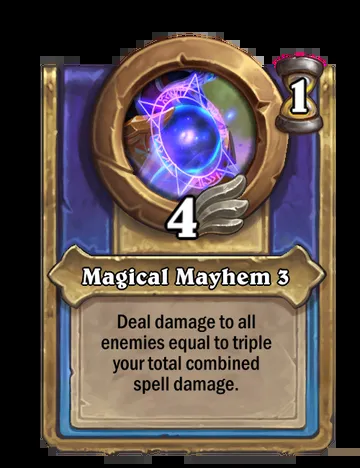 1
4
Magical Mayhem 3
Deal damage to all
enemies equal to triple
your total combined
spell damage.